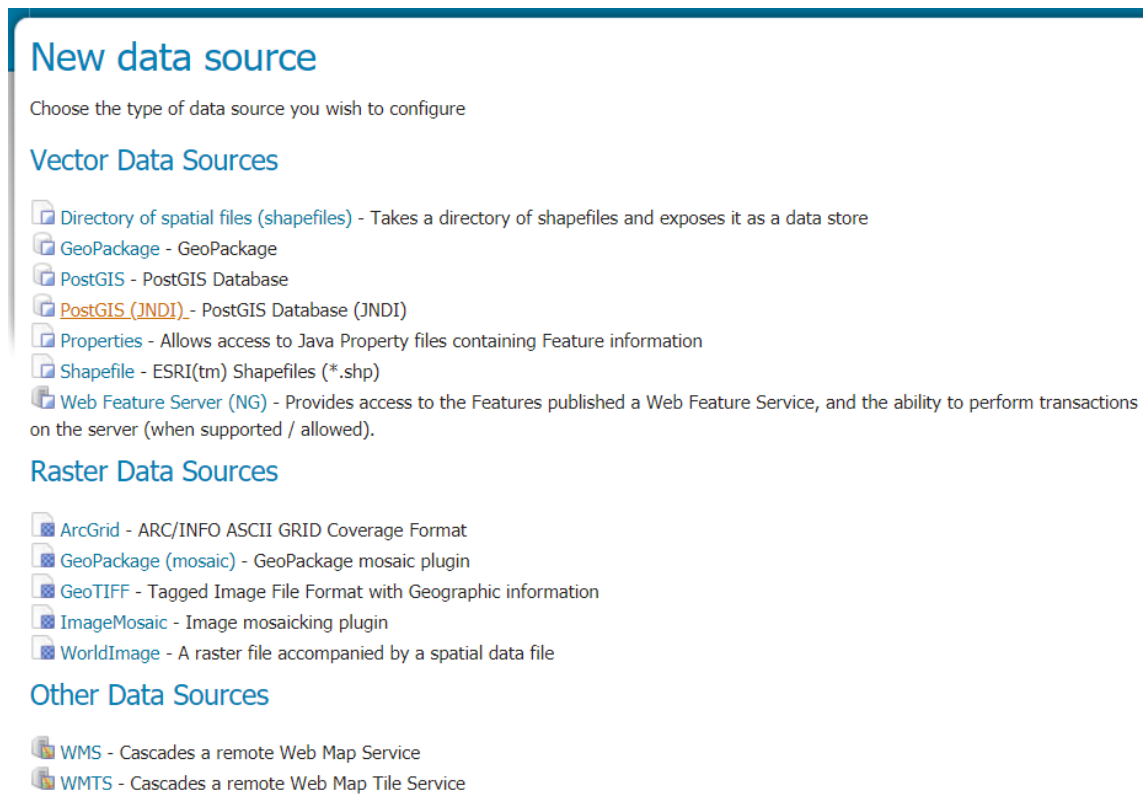 New data source
Choose the type of data source you wish to configure
Vector Data Sources
Directory of spatial files (shapefiles) - Takes a directory of shapefiles and exposes it as a data store
GeoPackage - GeoPackage
PostGIS - PostGIS Database
PostGIS (JNDI) - PostGIS Database (JNDI)
Properties - Allows access to Java Property files containing Feature information
Shapefile - ESRI(tm) Shapefiles (*.shp)
Web Feature Server (NG) - Provides access to the Features published a Web Feature Service, and the ability to perform transactions
on the server (when supported / allowed).
Raster Data Sources
ArcGrid - ARC/INFO ASCII GRID Coverage Format
GeoPackage (mosaic) - GeoPackage mosaic plugin
GeoTIFF - Tagged Image File Format with Geographic information
ImageMosaic - Image mosaicking plugin
WorldImage - A raster file accompanied by a spatial data file
Other Data Sources
WMS - Cascades a remote Web Map Service
WMTS - Cascades a remote Web Map Tile Service